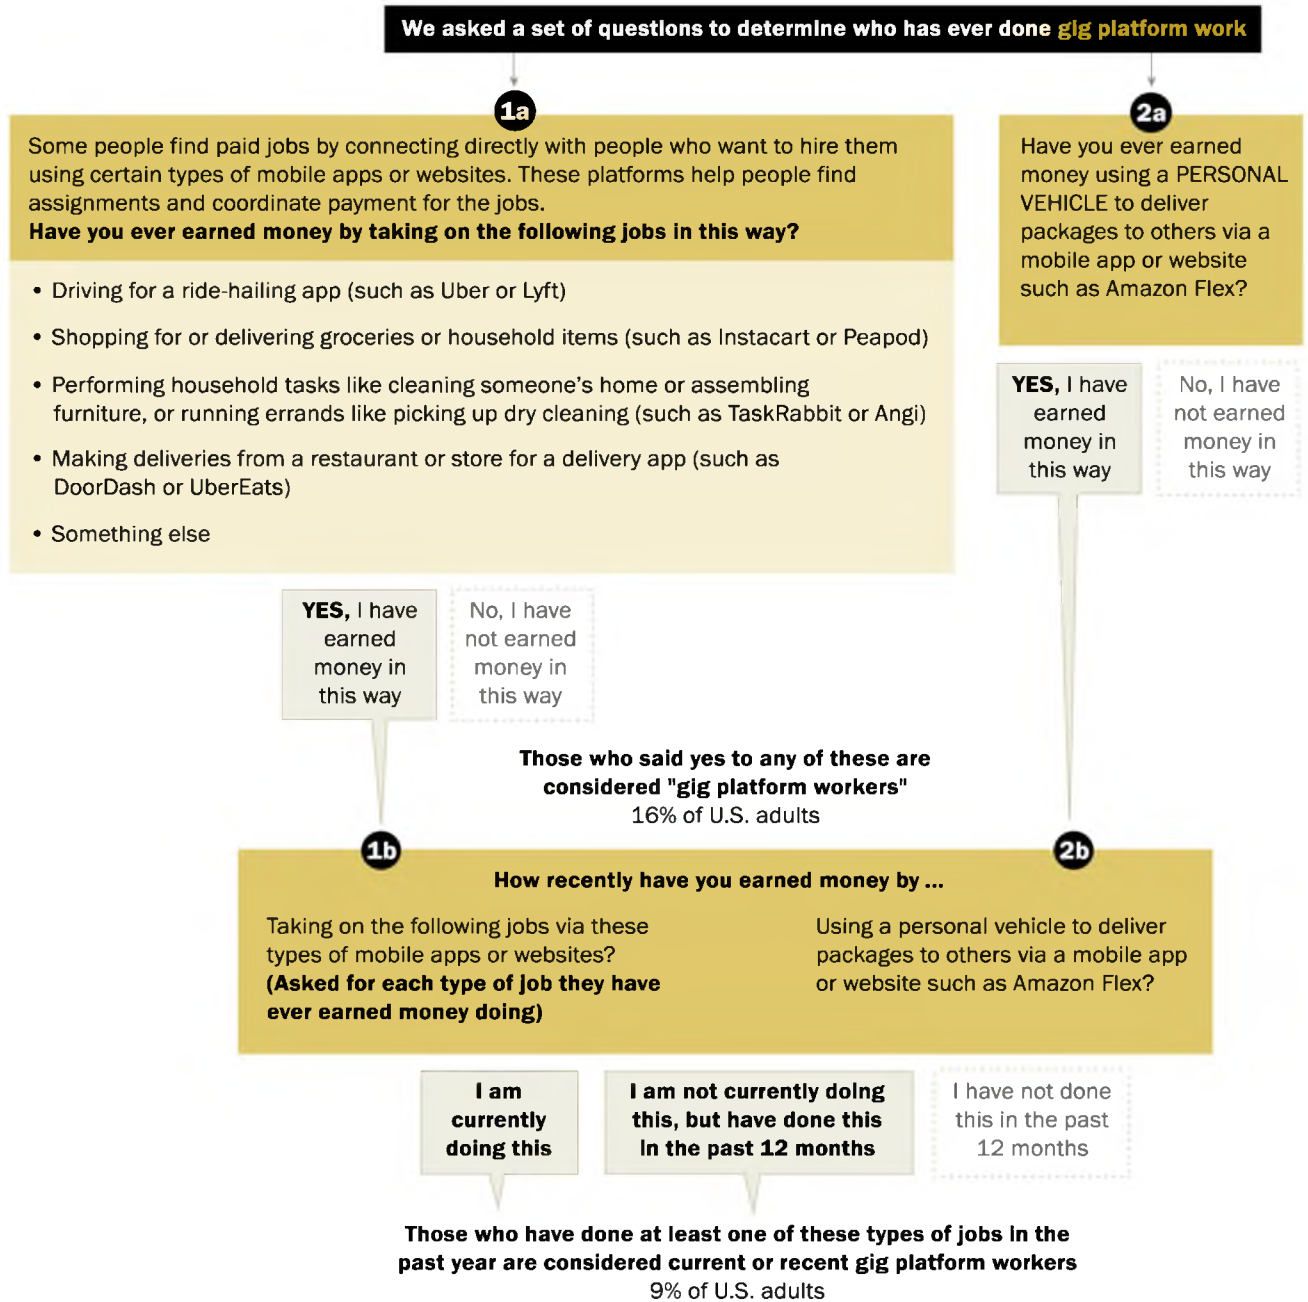 We asked a set of questions to determine who has ever done gig platform work
1a
Some people find paid jobs by connecting directly with people who want to hire them
using certain types of mobile apps or websites. These platforms help people find
assignments and coordinate payment for the jobs.
Have you ever earned money by taking on the following jobs in this way?
• Driving for a ride-hailing app (such as Uber or Lyft)
• Shopping for or delivering groceries or household items (such as Instacart or Peapod)
• Performing household tasks like cleaning someone's home or assembling
furniture, or running errands like picking up dry cleaning (such as TaskRabbit or Angi)
• Making deliveries from a restaurant or store for a delivery app (such as
DoorDash or UberEats)
• Something else
YES, I have
earned
money in
this way
No, I have
not earned
money in
this way
2a
Have you ever earned
money using a PERSONAL
VEHICLE to deliver
packages to others via a
mobile app or website
such as Amazon Flex?
YES, I have
earned
money in
this way
No, I have
not earned
money in
this way
Those who said yes to any of these are
considered "gig platform workers"
16% of U.S. adults
1b
2b
How recently have you earned money by ...
Taking on the following jobs via these
types of mobile apps or websites?
(Asked for each type of job they have
ever earned money doing)
Using a personal vehicle to deliver
packages to others via a mobile app
or website such as Amazon Flex?
I am
currently
doing this
I am not currently doing
this, but have done this
in the past 12 months
I have not done
this in the past
12 months
Those who have done at least one of these types of jobs in the
past year are considered current or recent gig platform workers
9% of U.S. adults